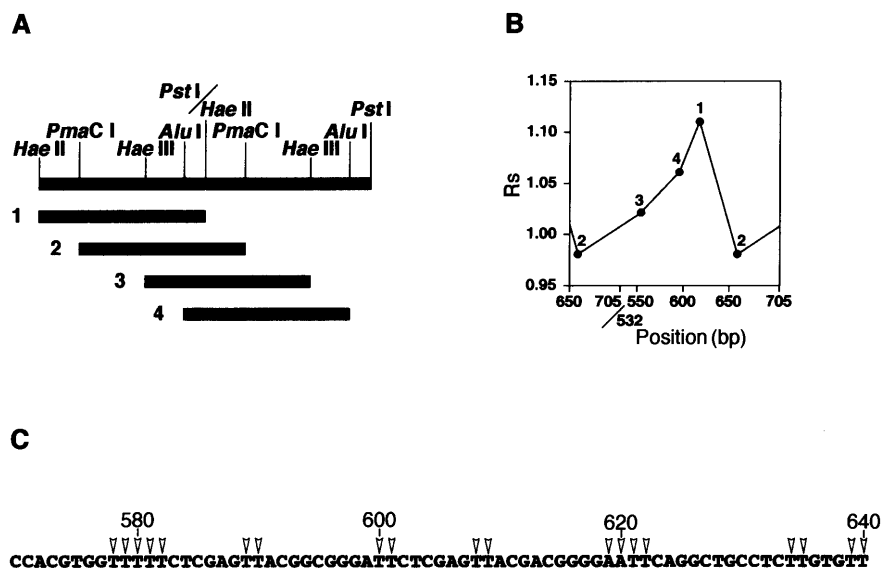 A
B
Pst I
Hae II
Pst I
PmaC I
Alu I
PmaC I
Alu I
Hae II
Hae III
Hae III
1
2
3
4
1.15
1.10
1.05
1.00
0.95
Rs
2
3
4
1
2
650
705
550
600
650
705
532
Position (bp)
C
580
600
620
640
CCACGTGGTTTTTCTCGAGTTACGGCGGGATTCTCGAGTTACGACGGGGAATTCAGGCTGCCTCTTGTGTT